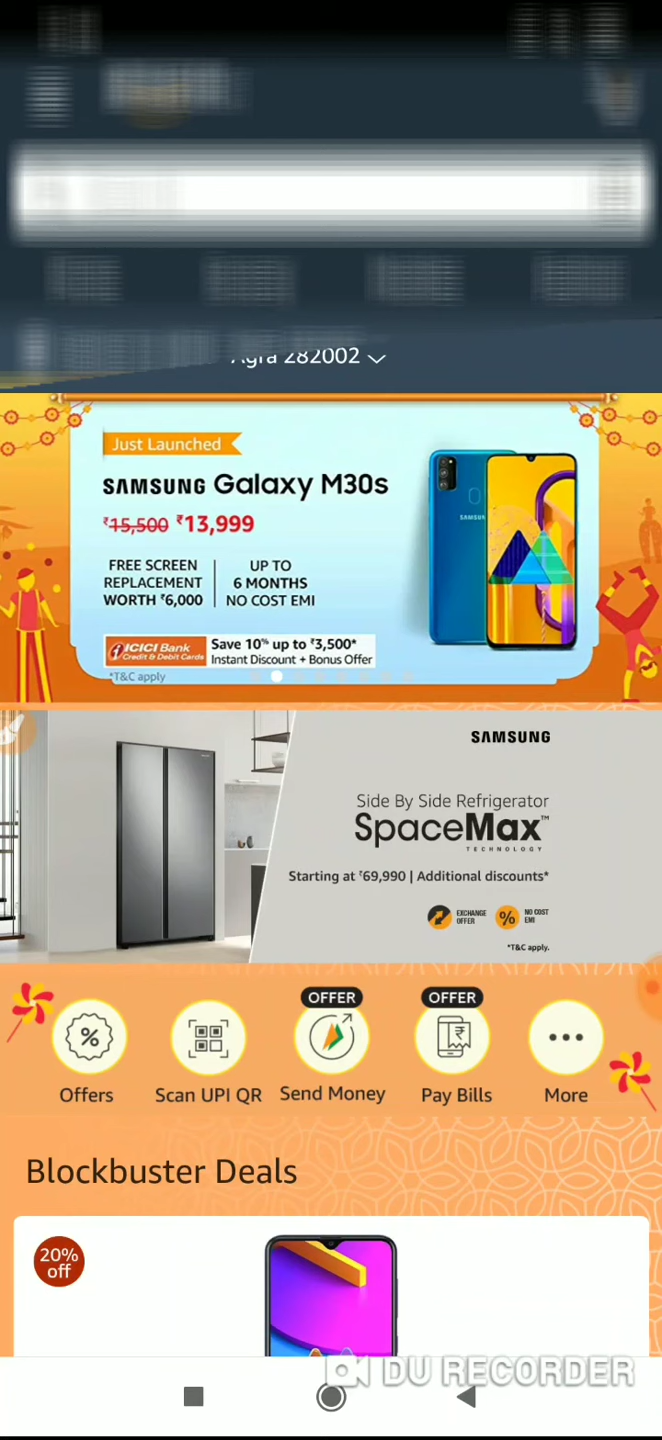 Agra 282002
Just Launched
SAMSUNG Galaxy M30s
₹15,500 ₹13,999
FREE SCREEN
REPLACEMENT
WORTH ₹6,000
UP TO
6 MONTHS
NO COST EMI
SAMSUNG
ICICI Bank
Credit & Debit Cards
Save 10% up to ₹3,500*
Instant Discount + Bonus Offer
*T&C apply
SAMSUNG
Side By Side Refrigerator
SpaceMax™
TECHNOLOGY
Starting at ₹69,990 | Additional discounts*
EXCHANGE
OFFER
%
NO COST
EMI
*T&C apply.
OFFER
OFFER
%
₹
Offers
Scan UPI QR
Send Money
Pay Bills
More
Blockbuster Deals
20%
off
DU RECORDER